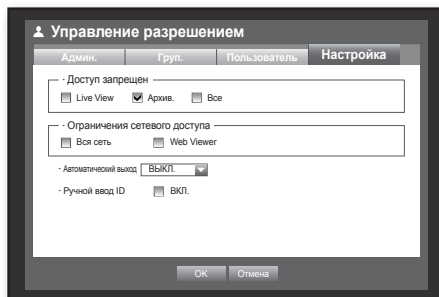 Управление разрешением
Админ. Груп. Пользователь Настройка
· Доступ запрещен
Live View Архив. Все
· Ограничения сетевого доступа
Вся сеть Web Viewer
· Автоматический выход ВЫКЛ.
· Ручной ввод ID ВКЛ.
OK Отмена